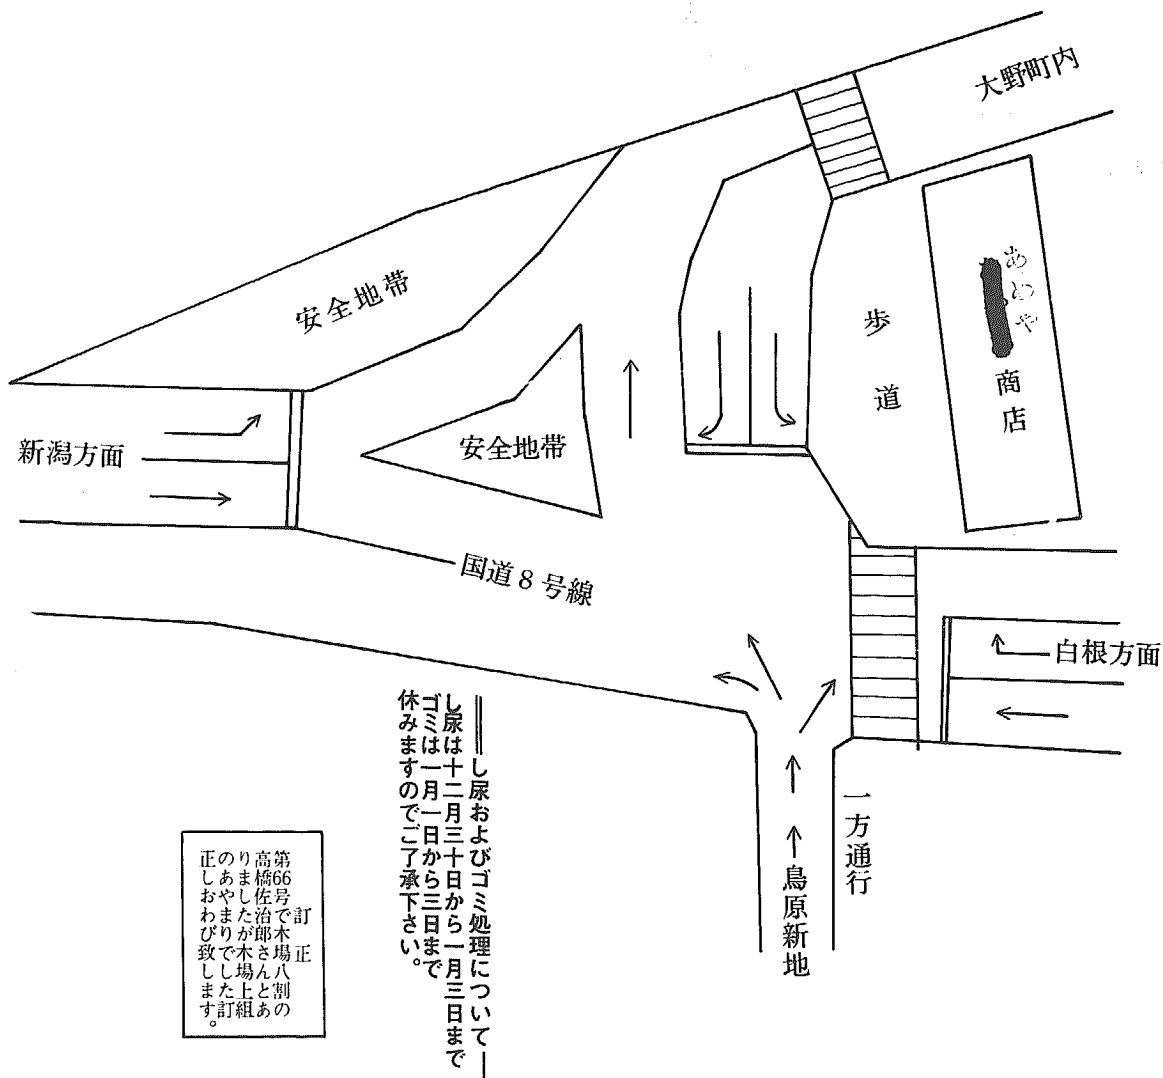 大野町内
安全地帯
歩道
あめや
商店
新潟方面
安全地帯
国道8号線
白根方面
一方通行
鳥原新地
し尿およびゴミ処理について
し尿は十二月三十日から一月三日まで
ゴミは一月一日から三日まで
休みますのでご了承下さい。
訂正
第66号で木場八割の
高橋佐治郎さんとあ
りましたが木場上組
のあやまりでした訂
正しおわび致します。